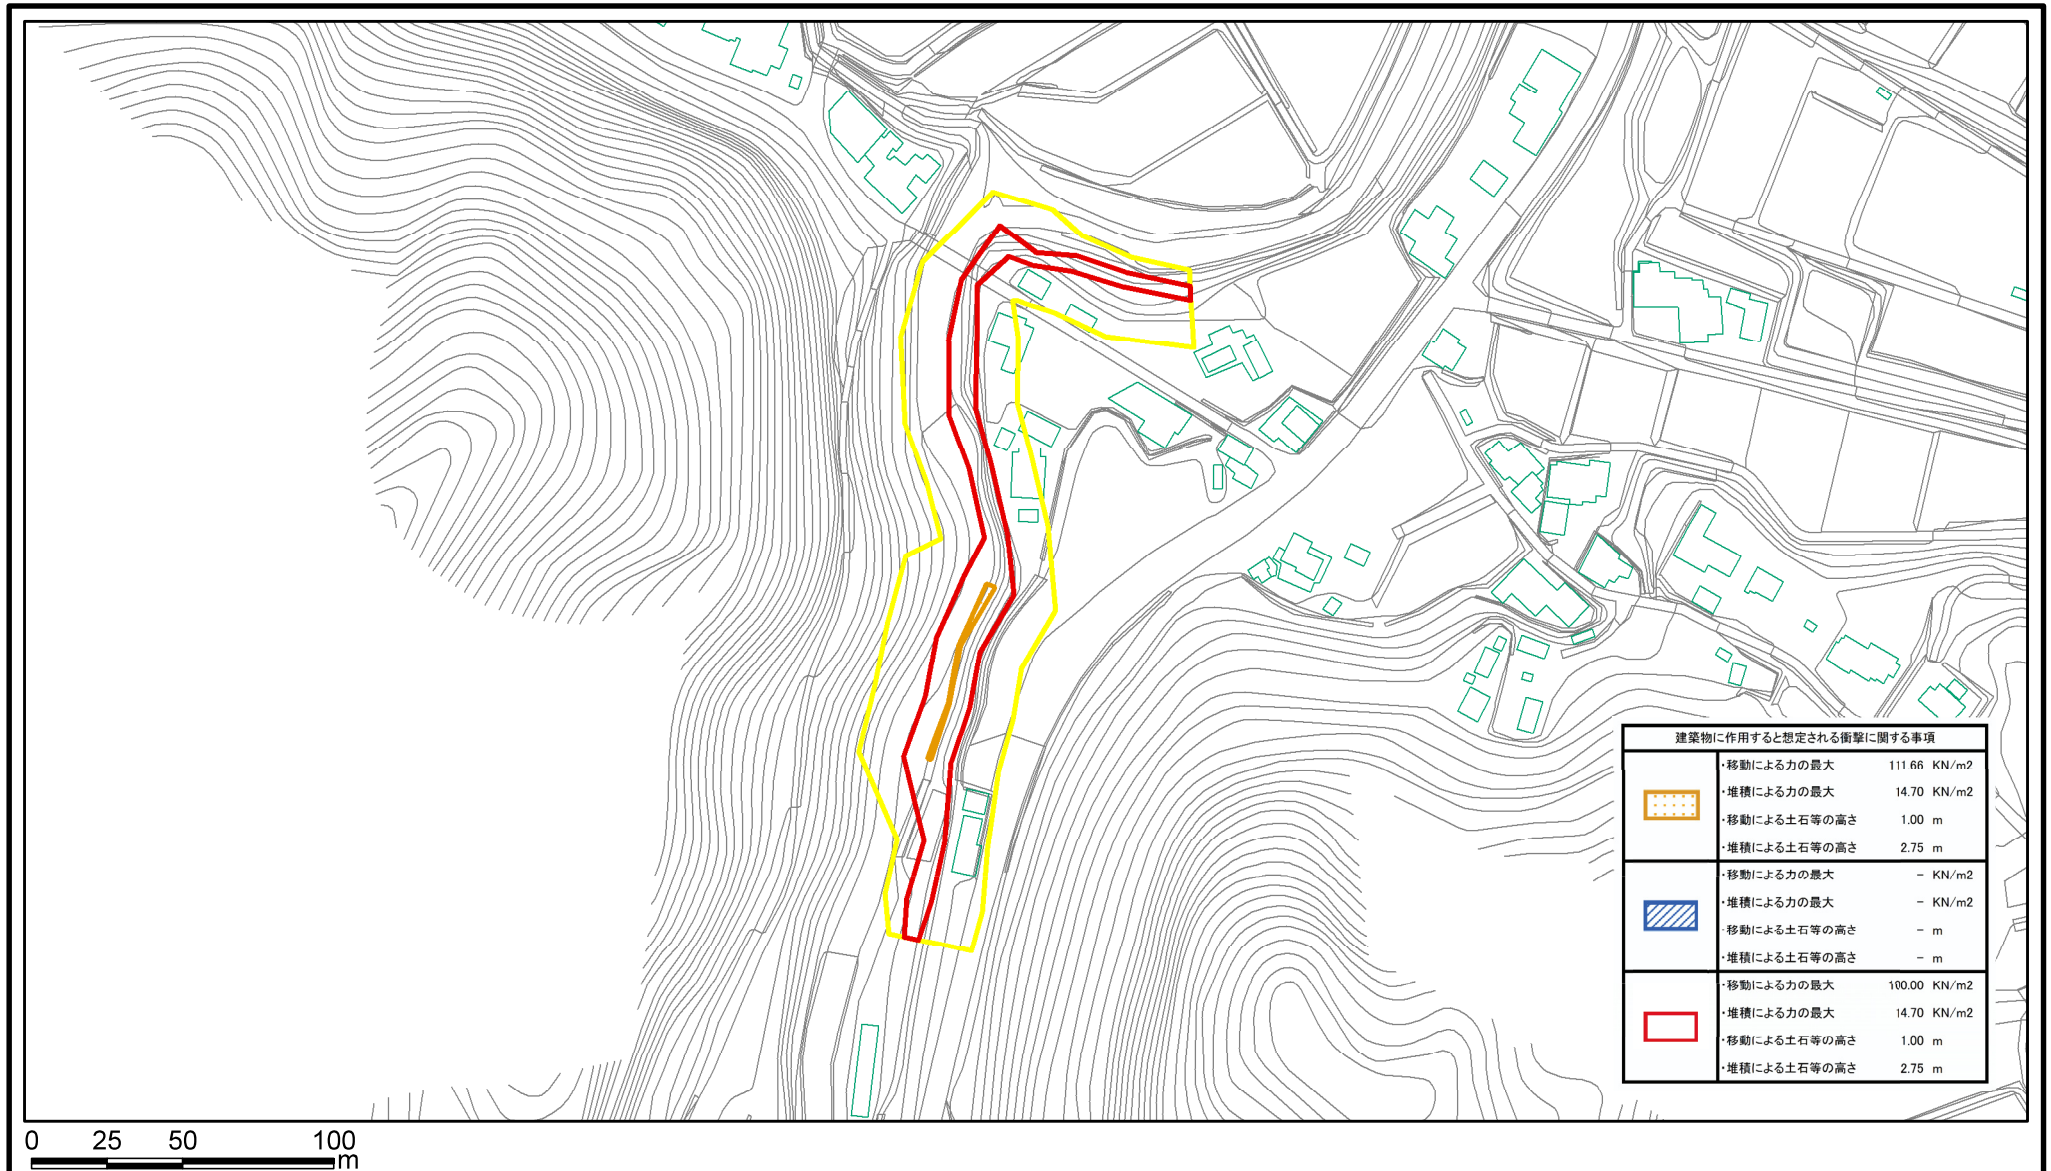 建築物に作用すると想定される衝撃に関する事項
・移動による力の最大 111.66 KN/m2
・堆積による力の最大 14.70 KN/m2
・移動による土石等の高さ 1.00 m
・堆積による土石等の高さ 2.75 m
・移動による力の最大 － KN/m2
・堆積による力の最大 － KN/m2
・移動による土石等の高さ － m
・堆積による土石等の高さ － m
・移動による力の最大 100.00 KN/m2
・堆積による力の最大 14.70 KN/m2
・移動による土石等の高さ 1.00 m
・堆積による土石等の高さ 2.75 m
0 25 50 100
m